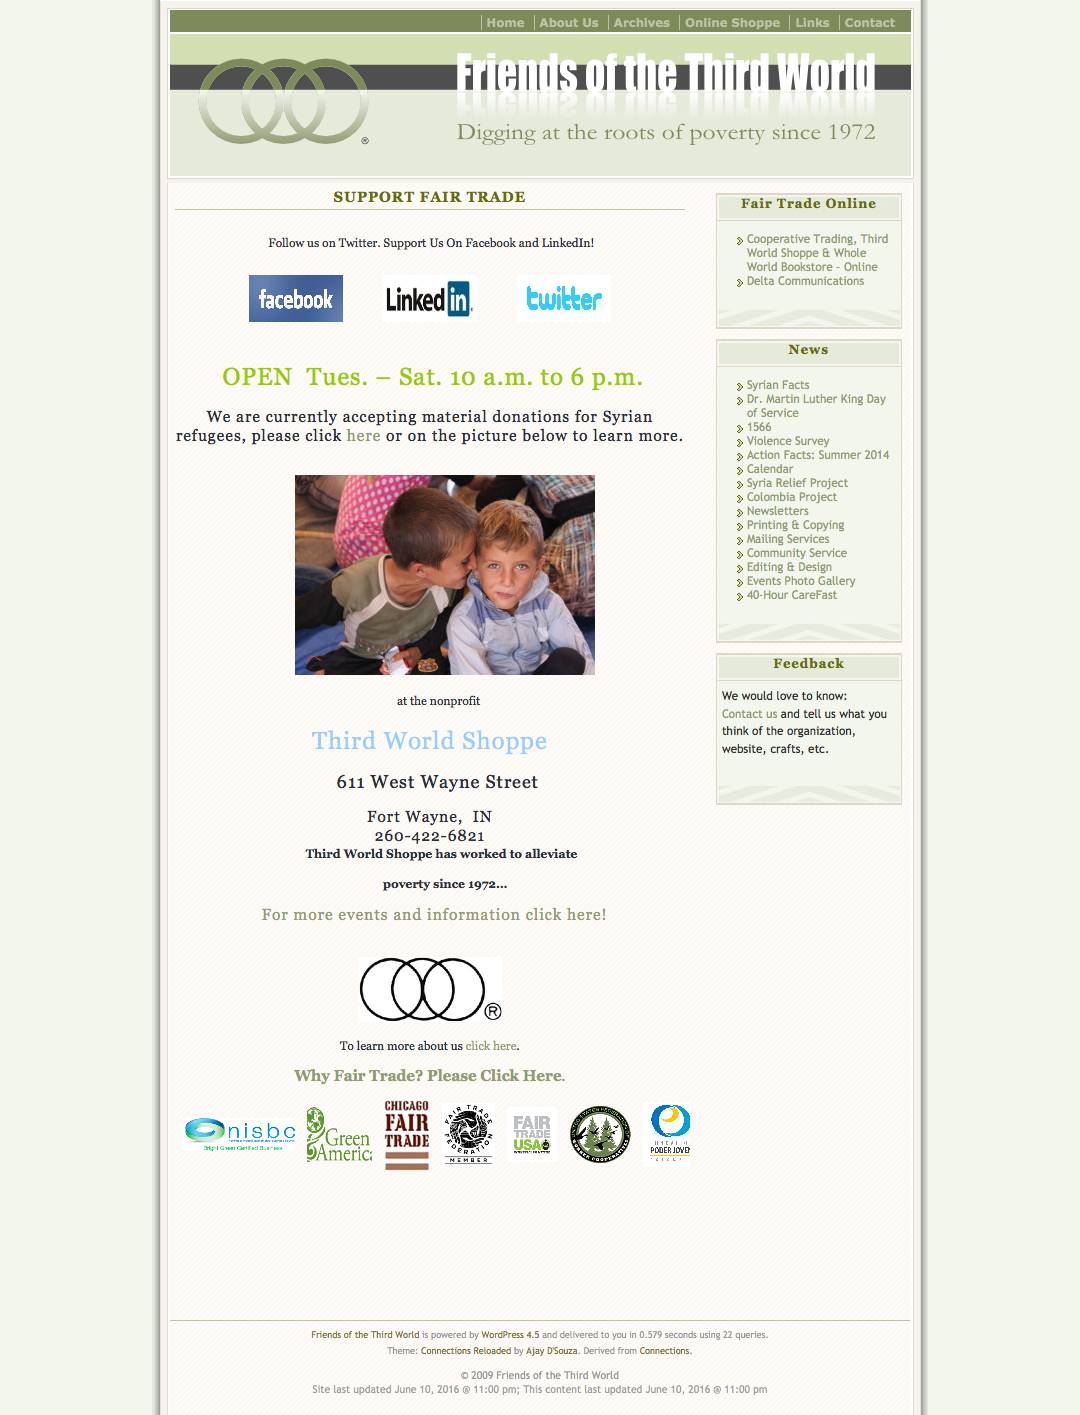 Home
About Us
Archives
Online Shoppe
Links
Contact
Friends of the Third World
®
Digging at the roots of poverty since 1972
SUPPORT FAIR TRADE
Follow us on Twitter. Support Us On Facebook and LinkedIn!
facebook
Linked in
twitter
OPEN  Tues. – Sat. 10 a.m. to 6 p.m.
We are currently accepting material donations for Syrian
refugees, please click here or on the picture below to learn more.
at the nonprofit
Third World Shoppe
611 West Wayne Street
Fort Wayne,  IN
260-422-6821
Third World Shoppe has worked to alleviate
poverty since 1972...
For more events and information click here!
®
To learn more about us click here.
Why Fair Trade? Please Click Here.
nisbc
Bright Green Certified Business
Green
America
CHICAGO
FAIR
TRADE
FAIR TRADE
FEDERATION
MEMBER
FAIR
TRADE
USA
PODER JOVEN
Fair Trade Online
Cooperative Trading, Third
World Shoppe & Whole
World Bookstore – Online
Delta Communications
News
Syrian Facts
Dr. Martin Luther King Day
of Service
1566
Violence Survey
Action Facts: Summer 2014
Calendar
Syria Relief Project
Colombia Project
Newsletters
Printing & Copying
Mailing Services
Community Service
Editing & Design
Events Photo Gallery
40-Hour CareFast
Feedback
We would love to know:
Contact us and tell us what you
think of the organization,
website, crafts, etc.
Friends of the Third World is powered by WordPress 4.5 and delivered to you in 0.579 seconds using 22 queries.
Theme: Connections Reloaded by Ajay D'Souza. Derived from Connections.
© 2009 Friends of the Third World
Site last updated June 10, 2016 @ 11:00 pm; This content last updated June 10, 2016 @ 11:00 pm